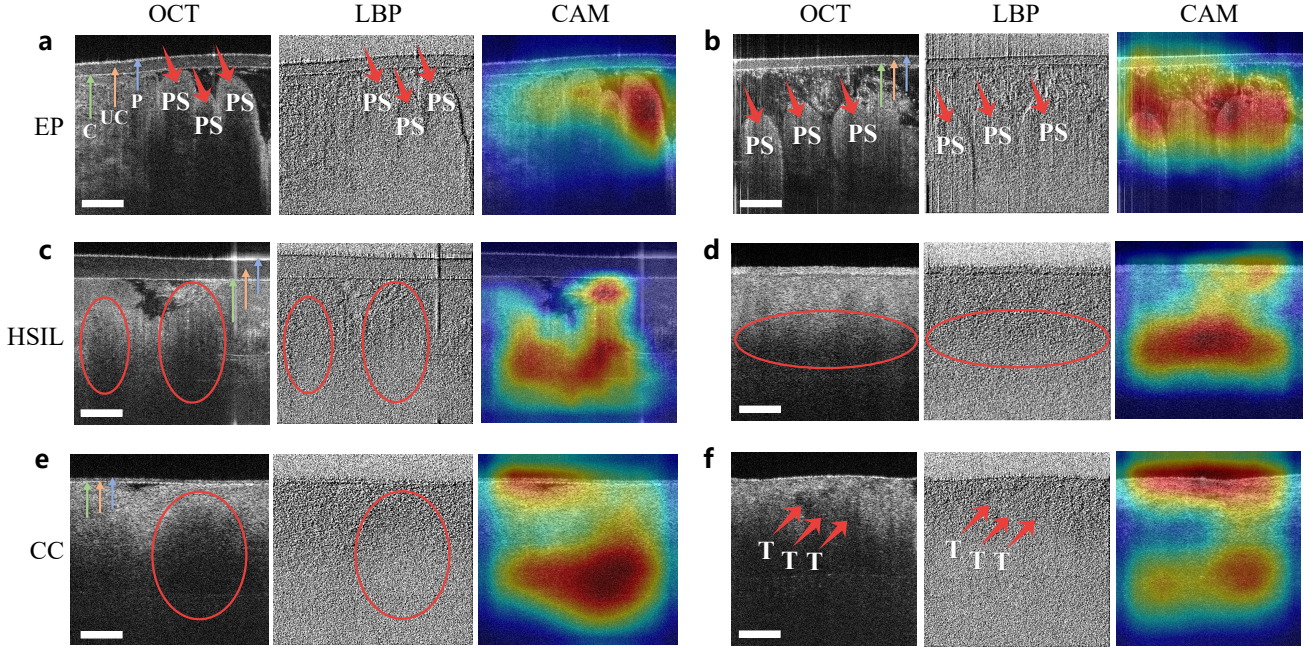 OCT LBP CAM OCT LBP CAM
a
b
EP
C UC P PS PS PS
PS PS PS
PS PS PS
PS PS PS
c
d
HSIL
e
f
CC
T T T
T T T